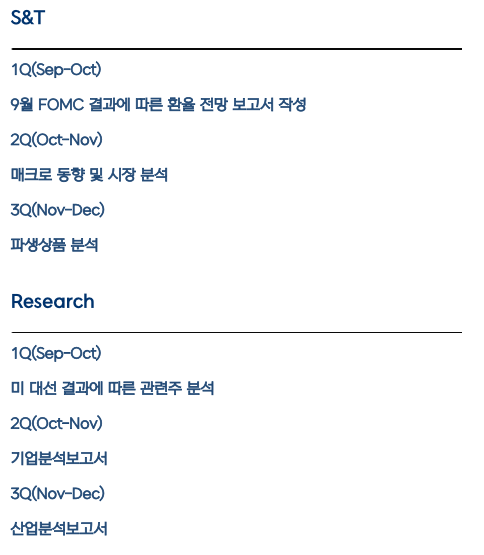 S&T
1Q(Sep-Oct)
9월 FOMC 결과에 따른 환율 전망 보고서 작성
2Q(Oct-Nov)
매크로 동향 및 시장 분석
3Q(Nov-Dec)
파생상품 분석
Research
1Q(Sep-Oct)
미 대선 결과에 따른 관련주 분석
2Q(Oct-Nov)
기업분석보고서
3Q(Nov-Dec)
산업분석보고서